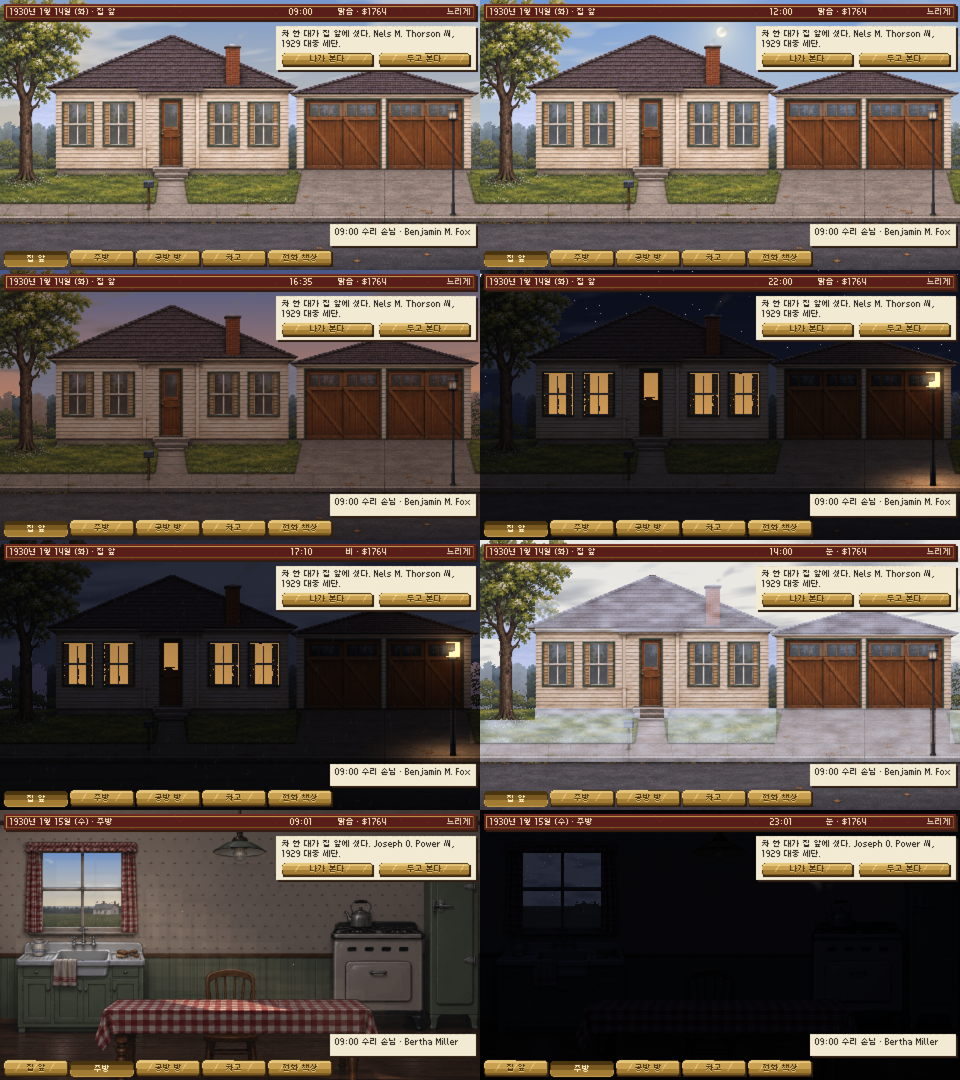 1930년 1월 14일 (화) · 집 앞 09:00 맑음 · $1764 느리게
차 한 대가 집 앞에 섰다. Nels M. Thorson 씨,
1929 대중 세단.
나가 본다 두고 본다
09:00 수리 손님 · Benjamin M. Fox
집 앞 주방 공방 방 차고 전화 책상
1930년 1월 14일 (화) · 집 앞 12:00 맑음 · $1764 느리게
차 한 대가 집 앞에 섰다. Nels M. Thorson 씨,
1929 대중 세단.
나가 본다 두고 본다
09:00 수리 손님 · Benjamin M. Fox
집 앞 주방 공방 방 차고 전화 책상
1930년 1월 14일 (화) · 집 앞 16:35 맑음 · $1764 느리게
차 한 대가 집 앞에 섰다. Nels M. Thorson 씨,
1929 대중 세단.
나가 본다 두고 본다
09:00 수리 손님 · Benjamin M. Fox
집 앞 주방 공방 방 차고 전화 책상
1930년 1월 14일 (화) · 집 앞 22:00 맑음 · $1764 느리게
차 한 대가 집 앞에 섰다. Nels M. Thorson 씨,
1929 대중 세단.
나가 본다 두고 본다
09:00 수리 손님 · Benjamin M. Fox
집 앞 주방 공방 방 차고 전화 책상
1930년 1월 14일 (화) · 집 앞 17:10 비 · $1764 느리게
차 한 대가 집 앞에 섰다. Nels M. Thorson 씨,
1929 대중 세단.
나가 본다 두고 본다
09:00 수리 손님 · Benjamin M. Fox
집 앞 주방 공방 방 차고 전화 책상
1930년 1월 14일 (화) · 집 앞 14:00 눈 · $1764 느리게
차 한 대가 집 앞에 섰다. Nels M. Thorson 씨,
1929 대중 세단.
나가 본다 두고 본다
09:00 수리 손님 · Benjamin M. Fox
집 앞 주방 공방 방 차고 전화 책상
1930년 1월 15일 (수) · 주방 09:01 맑음 · $1764 느리게
차 한 대가 집 앞에 섰다. Joseph O. Power 씨,
1929 대중 세단.
나가 본다 두고 본다
09:00 수리 손님 · Bertha Miller
집 앞 주방 공방 방 차고 전화 책상
1930년 1월 15일 (수) · 주방 23:01 눈 · $1764 느리게
차 한 대가 집 앞에 섰다. Joseph O. Power 씨,
1929 대중 세단.
나가 본다 두고 본다
09:00 수리 손님 · Bertha Miller
집 앞 주방 공방 방 차고 전화 책상